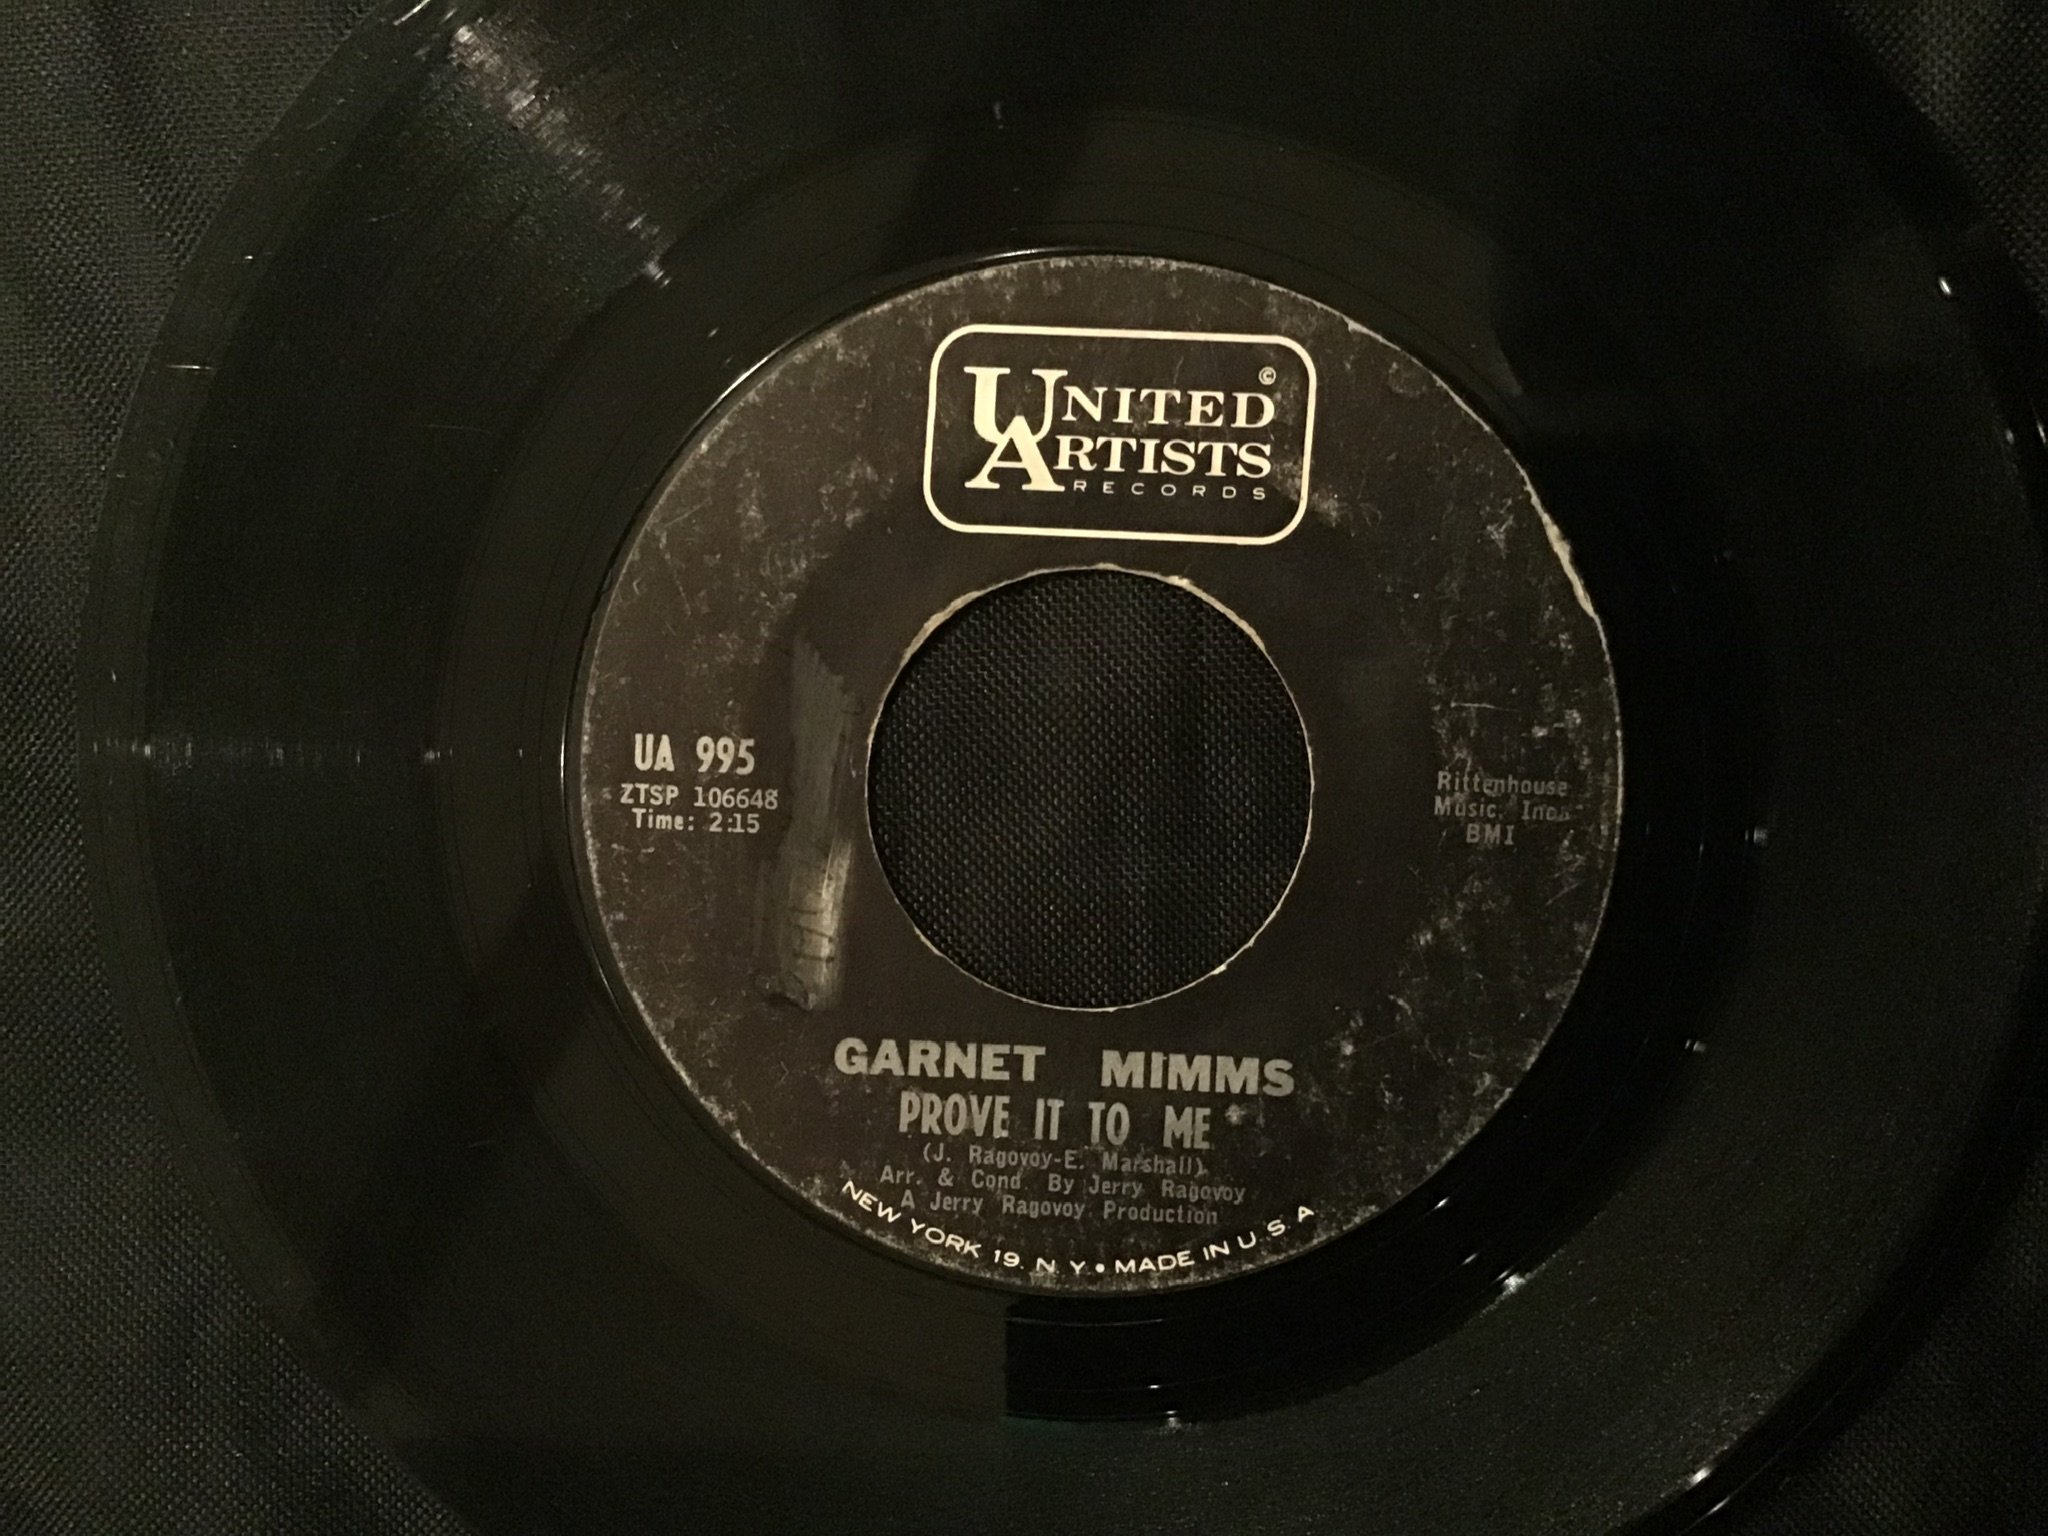 UNITED ©
ARTISTS
RECORDS
UA 995
ZTSP 106648
Time: 2:15
Rittenhouse
Music, Inc.
BMI
GARNET MIMMS
PROVE IT TO ME
(J. Ragovoy-E. Marshall)
Arr. & Cond. By Jerry Ragovoy
A Jerry Ragovoy Production
NEW YORK 19. N. Y. • MADE IN U. S. A